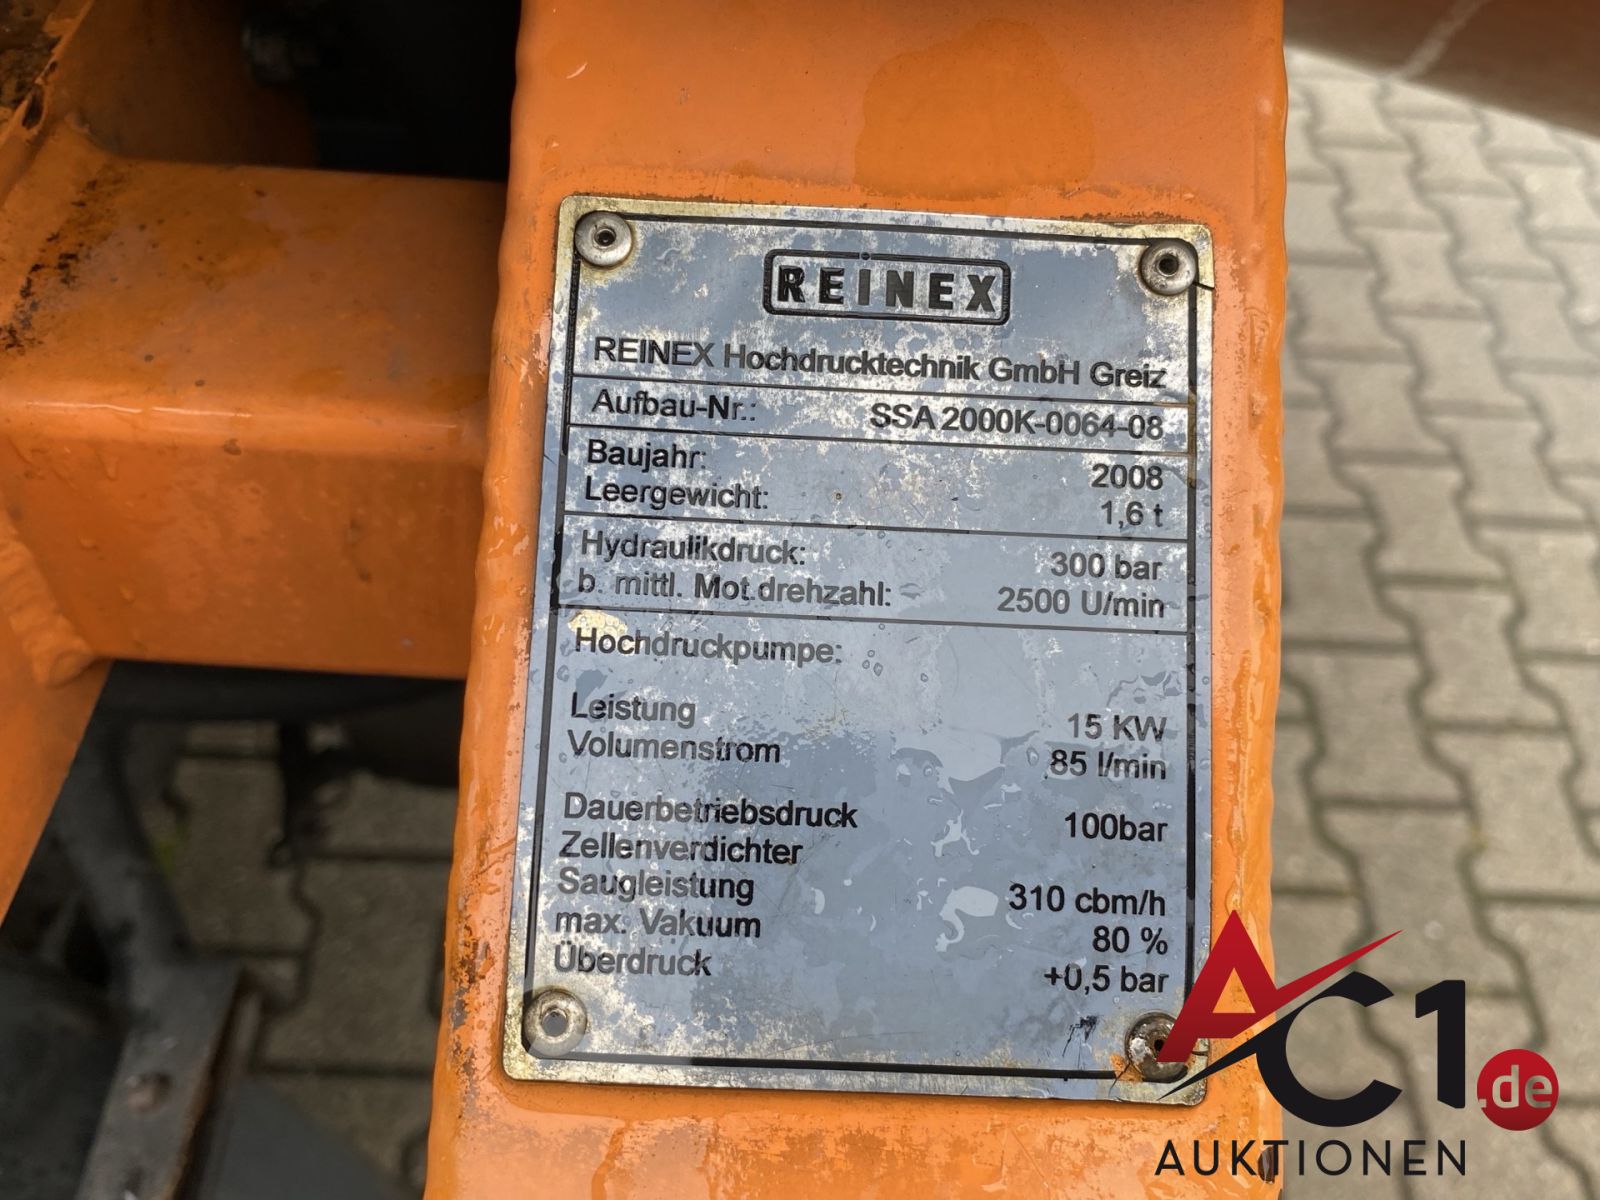 REINEX
REINEX Hochdrucktechnik GmbH Greiz
Aufbau-Nr.: SSA 2000K-0064-08
Baujahr: 2008
Leergewicht: 1,6 t
Hydraulikdruck: 300 bar
b. mittl. Mot.drehzahl: 2500 U/min
Hochdruckpumpe:
Leistung 15 KW
Volumenstrom 85 l/min
Dauerbetriebsdruck 100bar
Zellenverdichter
Saugleistung 310 cbm/h
max. Vakuum 80 %
Überdruck +0,5 bar
AC1.de
AUKTIONEN